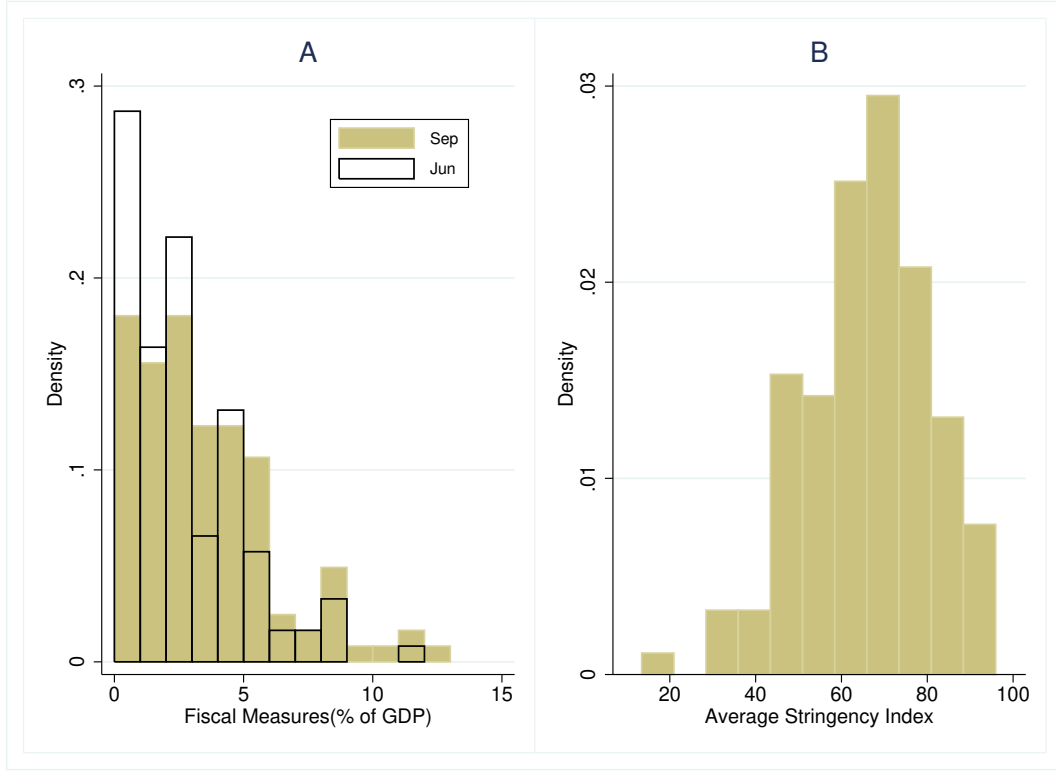 A
.3
.2
.1
0
Density
Sep
Jun
0 5 10 15
Fiscal Measures(% of GDP)
B
.03
.02
.01
0
Density
20 40 60 80 100
Average Stringency Index